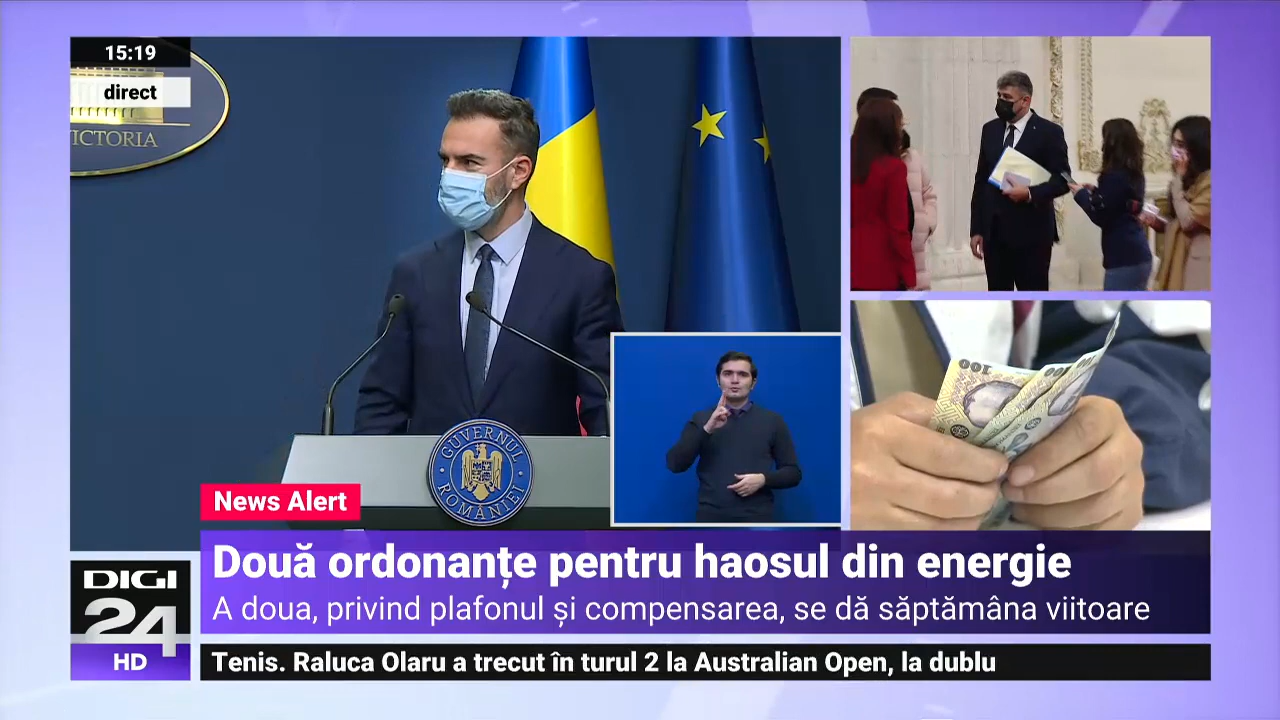 15:19
direct
VICTORIA
GUVERNUL
ROMÂNIEI
100
100
News Alert
Două ordonanțe pentru haosul din energie
A doua, privind plafonul și compensarea, se dă săptămâna viitoare
DIGI
24
HD
Tenis. Raluca Olaru a trecut în turul 2 la Australian Open, la dublu